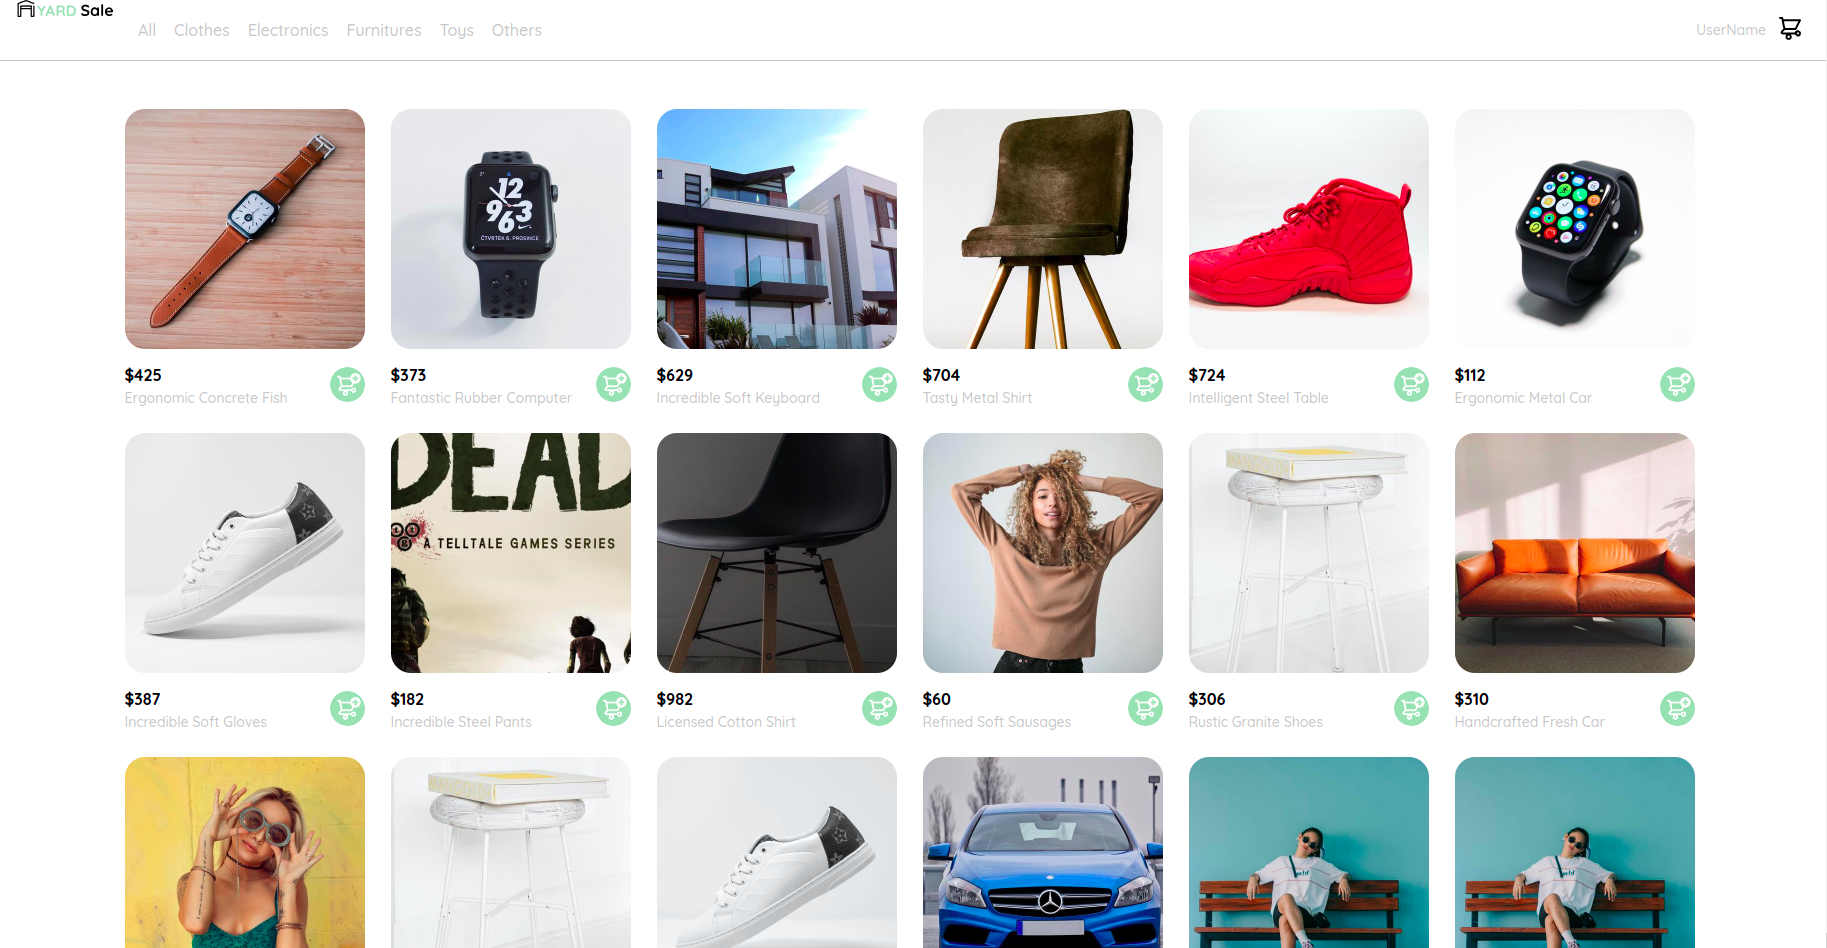 YARD Sale
All Clothes Electronics Furnitures Toys Others
UserName
12
9 3
6
ČTVRTEK 6. PROSINCE
$425
Ergonomic Concrete Fish
$373
Fantastic Rubber Computer
$629
Incredible Soft Keyboard
$704
Tasty Metal Shirt
$724
Intelligent Steel Table
$112
Ergonomic Metal Car
DEAD
A TELLTALE GAMES SERIES
$387
Incredible Soft Gloves
$182
Incredible Steel Pants
$982
Licensed Cotton Shirt
$60
Refined Soft Sausages
$306
Rustic Granite Shoes
$310
Handcrafted Fresh Car